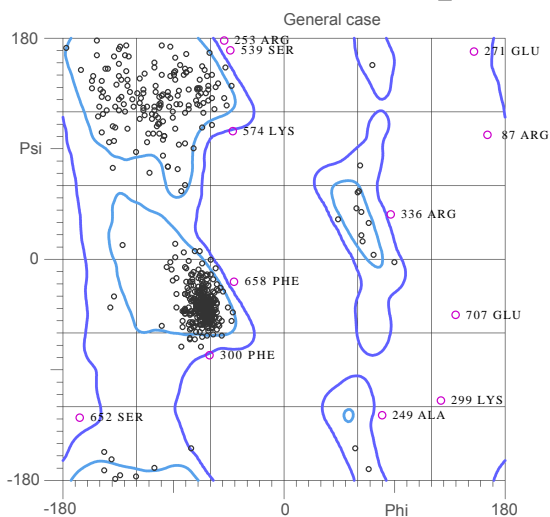 General case
180
253 ARG
539 SER
271 GLU
574 LYS
87 ARG
Psi
336 ARG
0
658 PHE
707 GLU
300 PHE
299 LYS
652 SER
249 ALA
-180
-180
0
Phi
180